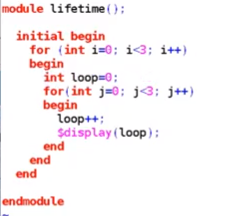 module lifetime();
initial begin
for (int i=0; i<3; i++)
begin
int loop=0;
for(int j=0; j<3; j++)
begin
loop++;
$display(loop);
end
end
end
endmodule
~